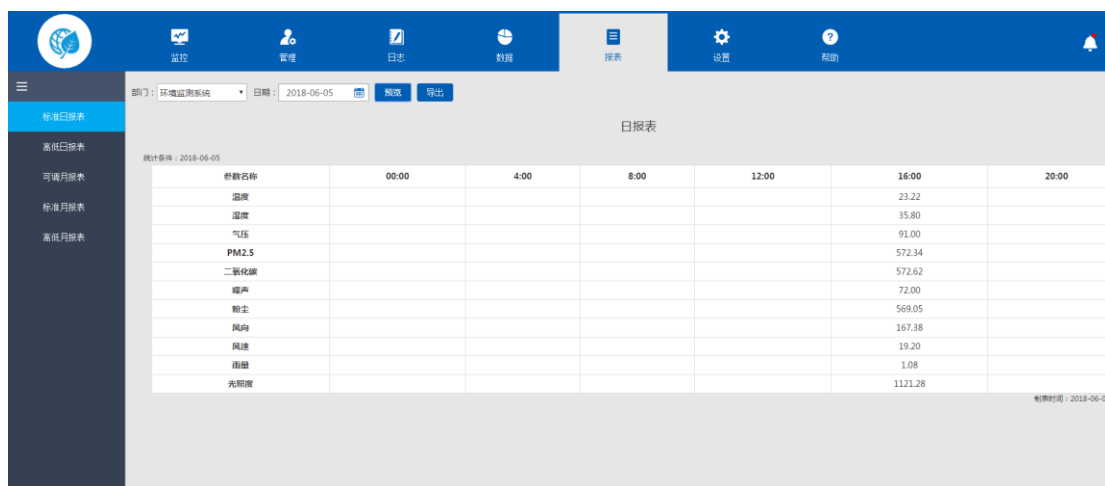 监控 管理 日志 数据 报表 设置 帮助
部门：环境监测系统 日期：2018-06-05 预览 导出
标准日报表
高低日报表
可调月报表
标准月报表
高低月报表
日报表
统计条件：2018-06-05
参数名称 00:00 4:00 8:00 12:00 16:00 20:00
温度 23.22
湿度 35.80
气压 91.00
PM2.5 572.34
二氧化碳 572.62
噪声 72.00
粉尘 569.05
风向 167.38
风速 19.20
雨量 1.08
光照度 1121.28
制表时间：2018-06-0